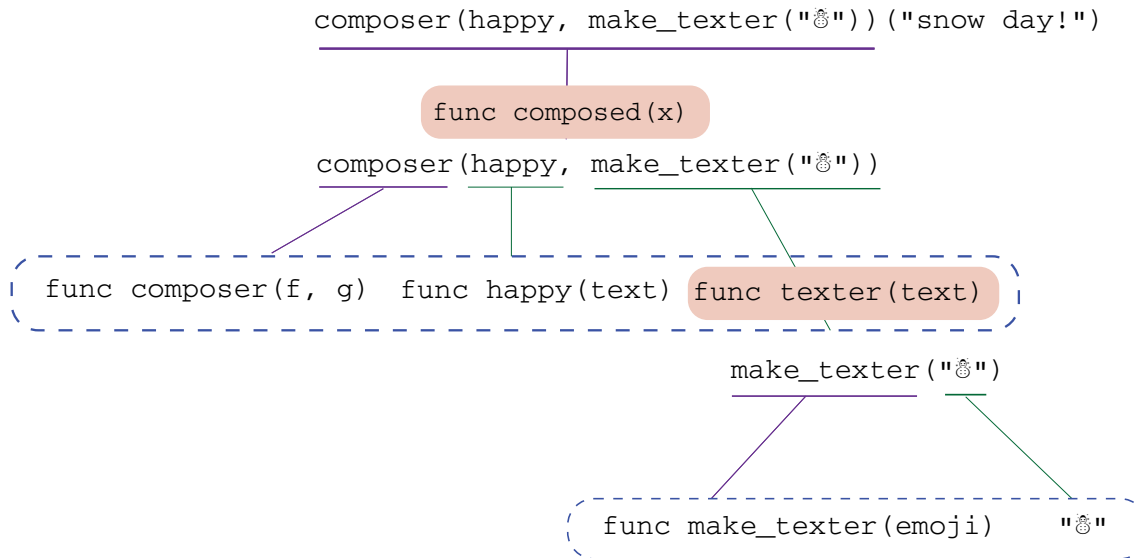 composer(happy, make_texter("☃"))("snow day!")
func composed(x)
composer(happy, make_texter("☃"))
func composer(f, g) func happy(text) func texter(text)
make_texter("☃")
func make_texter(emoji) "☃"